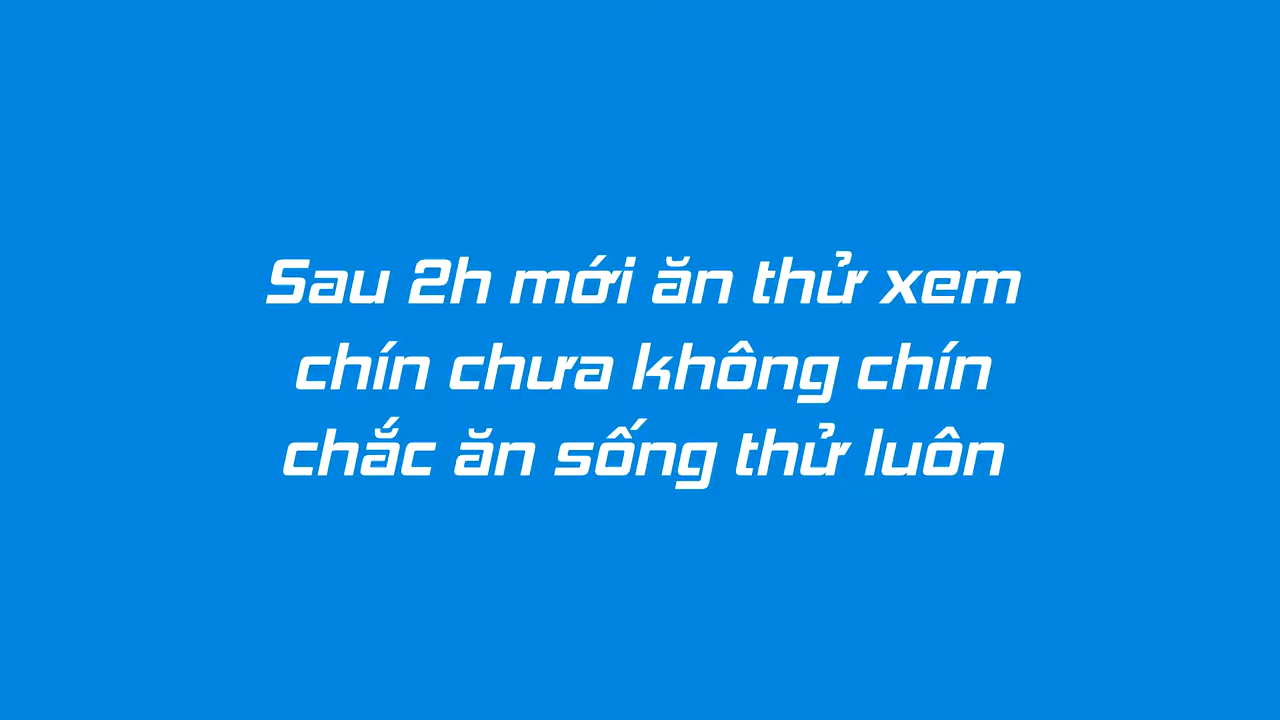 Sau 2h mới ăn thử xem
chín chưa không chín
chắc ăn sống thử luôn